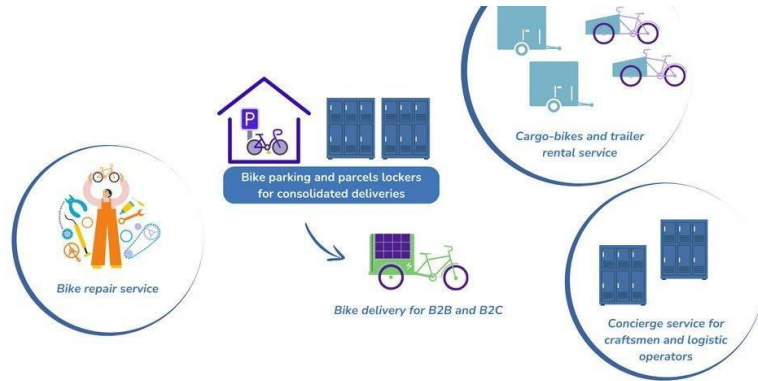 Cargo-bikes and trailer
rental service
P
Bike parking and parcels lockers
for consolidated deliveries
Bike repair service
Bike delivery for B2B and B2C
Concierge service for
craftsmen and logistic
operators